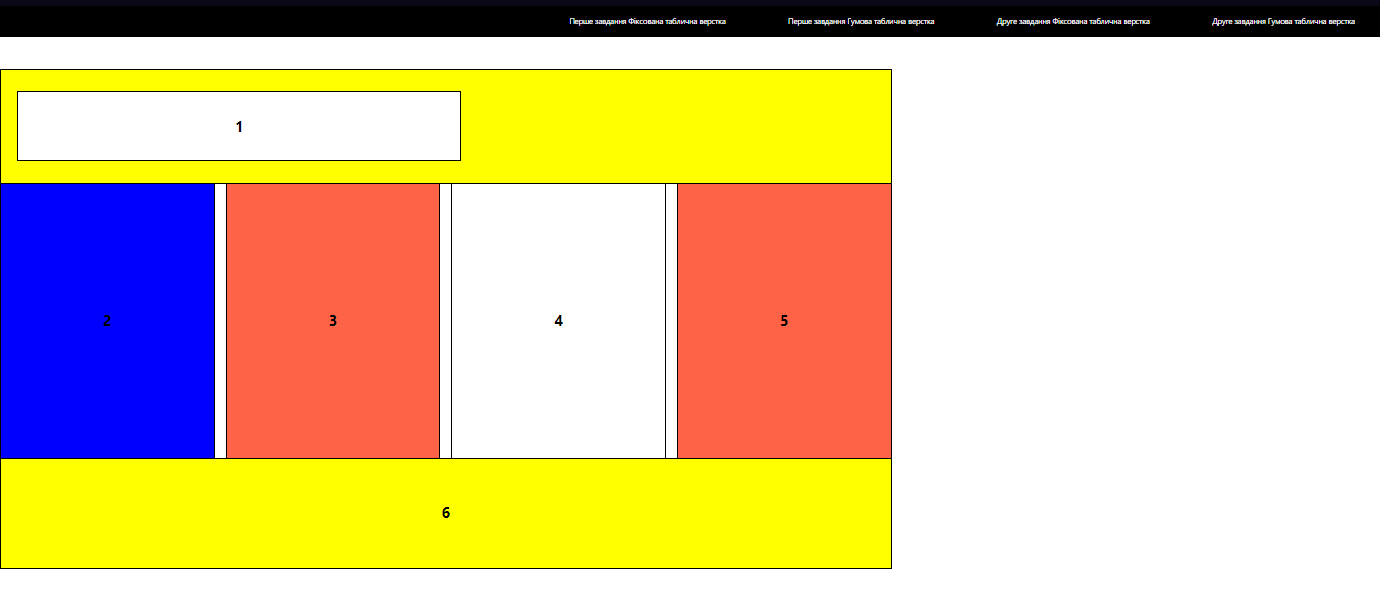 Перше завдання Фіксована таблична верстка
Перше завдання Гумова таблична верстка
Друге завдання Фіксована таблична верстка
Друге завдання Гумова таблична верстка
1
2
3
4
5
6